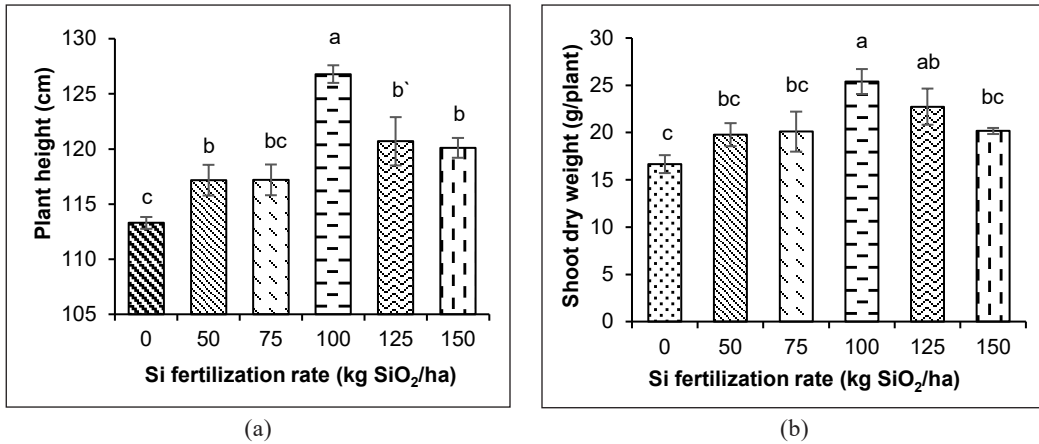 130
125
120
115
110
105
Plant height (cm)
c
b
bc
a
b`
b
0 50 75 100 125 150
Si fertilization rate (kg SiO₂/ha)
(a)
30
25
20
15
10
5
0
Shoot dry weight (g/plant)
c
bc
bc
a
ab
bc
0 50 75 100 125 150
Si fertilization rate (kg SiO₂/ha)
(b)